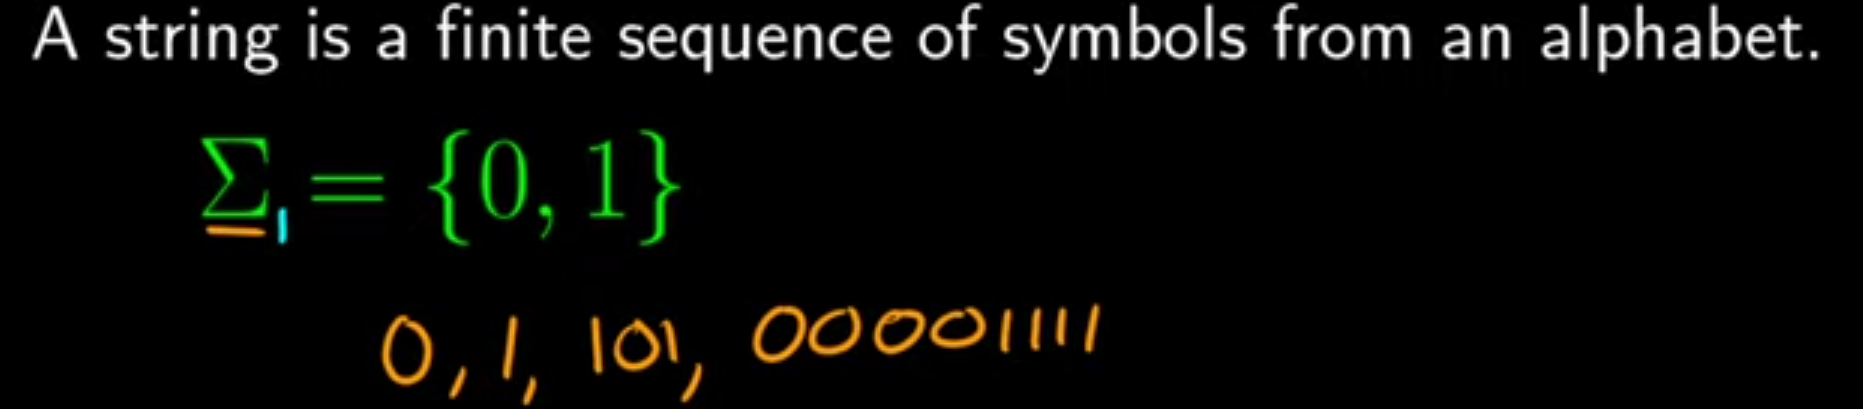 A string is a finite sequence of symbols from an alphabet.
Σ₁ = {0, 1}
0, 1, 101, 00001111